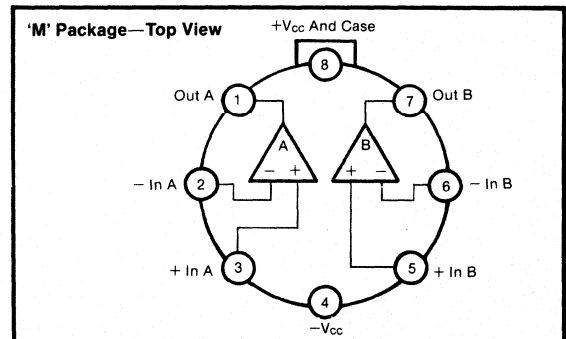 'M' Package—Top View
+Vcc And Case
8
Out A 1
7 Out B
A
B
- +
+ -
- In A 2
6 - In B
+ In A 3
5 + In B
4
-Vcc